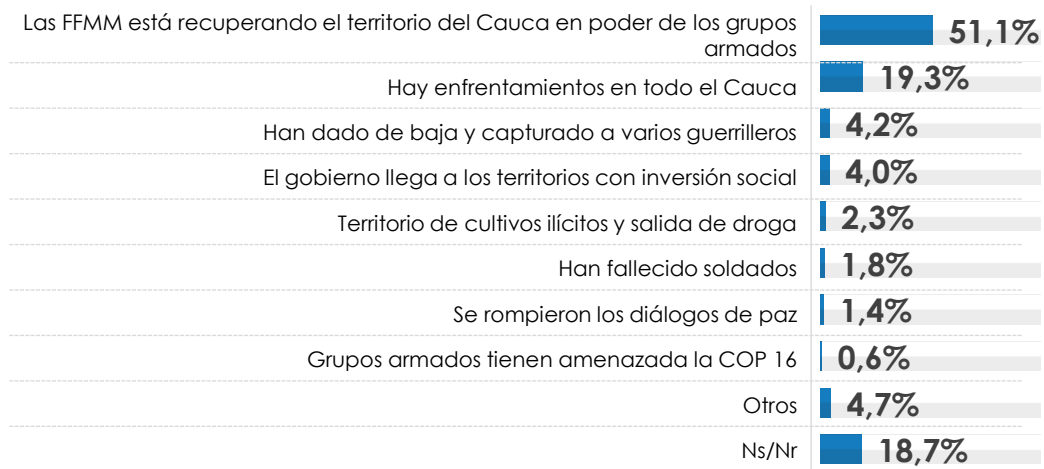 Las FFMM está recuperando el territorio del Cauca en poder de los grupos
armados
51,1%
Hay enfrentamientos en todo el Cauca
19,3%
Han dado de baja y capturado a varios guerrilleros
4,2%
El gobierno llega a los territorios con inversión social
4,0%
Territorio de cultivos ilícitos y salida de droga
2,3%
Han fallecido soldados
1,8%
Se rompieron los diálogos de paz
1,4%
Grupos armados tienen amenazada la COP 16
0,6%
Otros
4,7%
Ns/Nr
18,7%